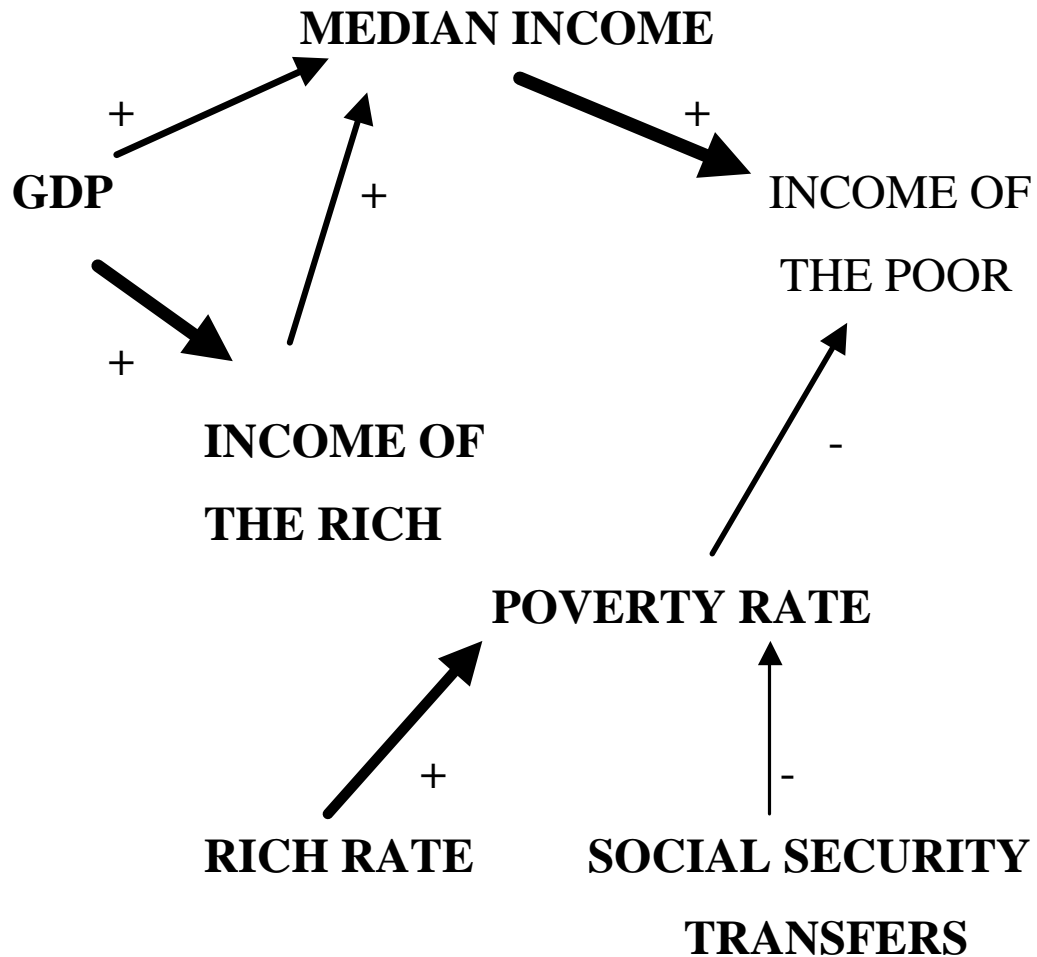 MEDIAN INCOME
+
+
GDP
+
INCOME OF
THE POOR
+
INCOME OF
THE RICH
-
POVERTY RATE
+
-
RICH RATE
SOCIAL SECURITY
TRANSFERS